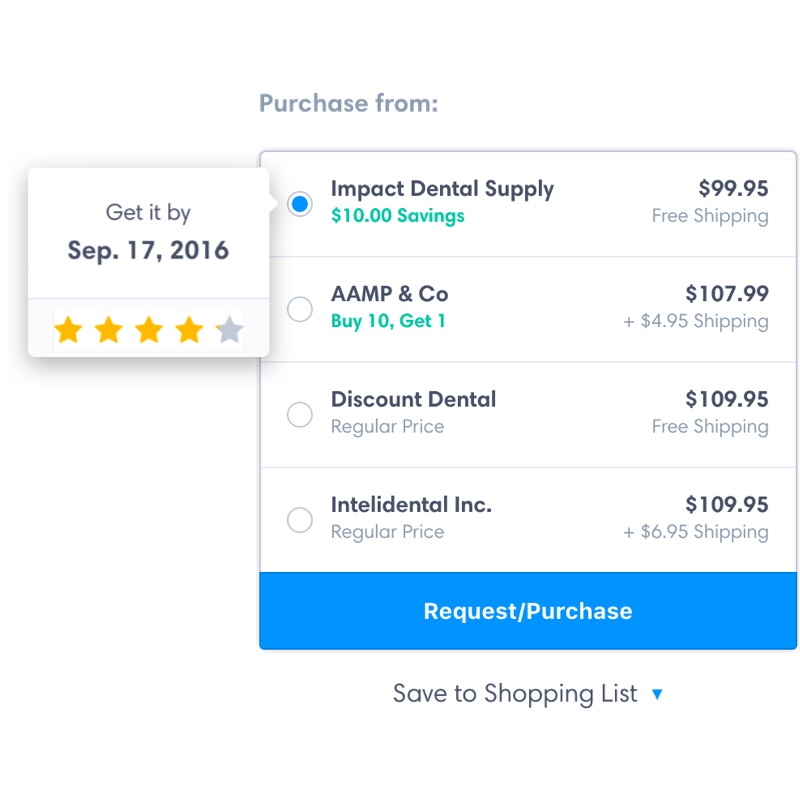 Purchase from:
Get it by
Sep. 17, 2016
Impact Dental Supply $99.95
$10.00 Savings Free Shipping
AAMP & Co $107.99
Buy 10, Get 1 + $4.95 Shipping
Discount Dental $109.95
Regular Price Free Shipping
Intelidental Inc. $109.95
Regular Price + $6.95 Shipping
Request/Purchase
Save to Shopping List